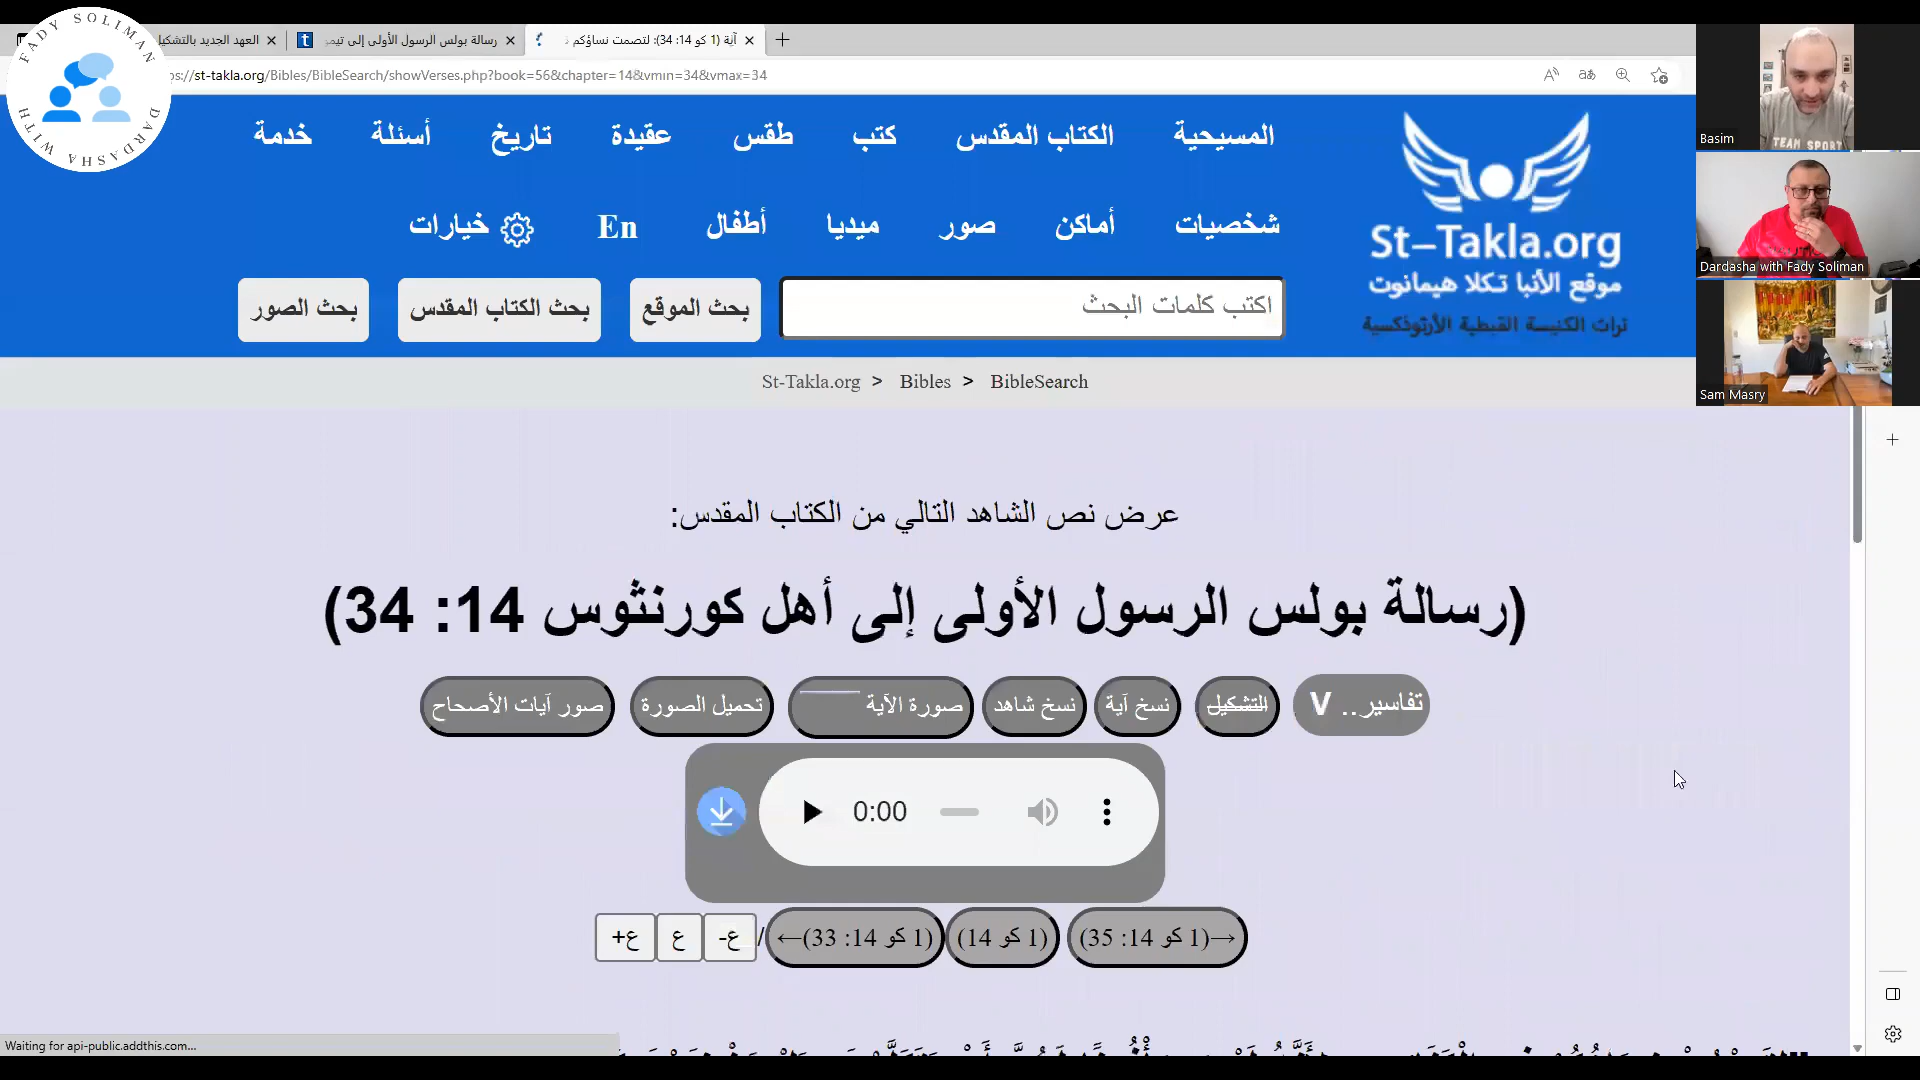 FADY SOLIMAN
DARDASHA WITH
العهد الجديد بالتشكيل
رسالة بولس الرسول الأولى إلى تيمو
آية (1 كو 14: 34): لتصمت نساؤكم
st-takla.org/Bibles/BibleSearch/showVerses.php?book=56&chapter=14&vmin=34&vmax=34
المسيحية الكتاب المقدس كتب طقس عقيدة تاريخ أسئلة خدمة
شخصيات أماكن صور ميديا أطفال En خيارات
St-Takla.org
موقع الأنبا تكلا هيمانوت
تراث الكنيسة القبطية الأرثوذكسية
اكتب كلمات البحث
بحث الموقع بحث الكتاب المقدس بحث الصور
St-Takla.org > Bibles > BibleSearch
عرض نص الشاهد التالي من الكتاب المقدس:
(رسالة بولس الرسول الأولى إلى أهل كورنثوس 14: 34)
تفاسير.. V التشكيل نسخ آية نسخ شاهد صورة الآية تحميل الصورة صور آيات الأصحاح
0:00
→(1 كو 14: 35) (1 كو 14) (1 كو 14: 33)← / ع- ع ع+
Waiting for api-public.addthis.com...
Basim
TEAM SPORT
Dardasha with Fady Soliman
Sam Masry